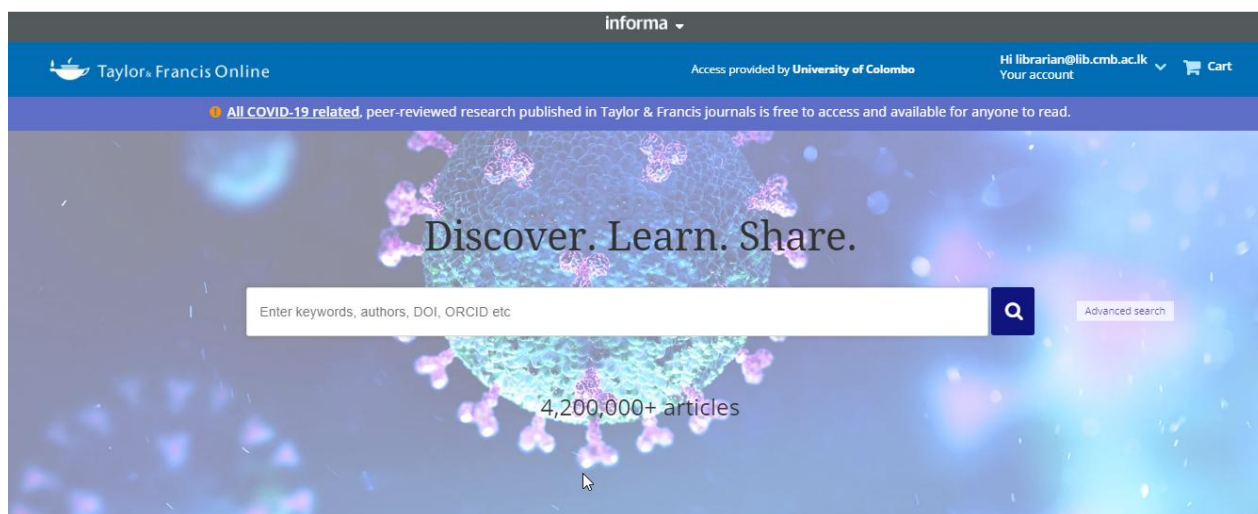 informa
Taylor & Francis Online
Access provided by University of Colombo
Hi librarian@lib.cmb.ac.lk
Your account
Cart
All COVID-19 related, peer-reviewed research published in Taylor & Francis journals is free to access and available for anyone to read.
Discover. Learn. Share.
Enter keywords, authors, DOI, ORCID etc
Advanced search
4,200,000+ articles